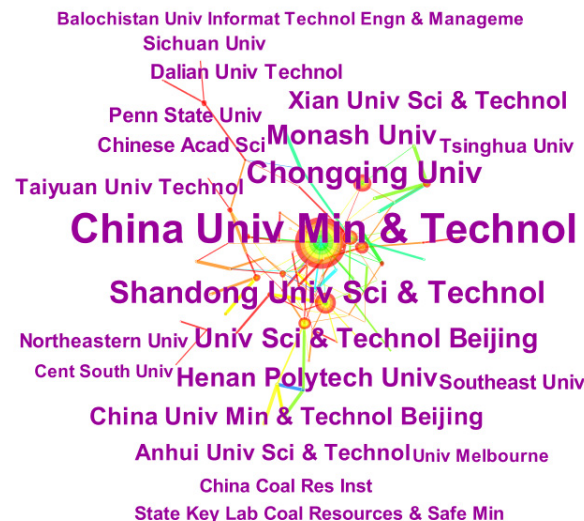 Balochistan Univ Informat Technol Engn & Manageme
Sichuan Univ
Dalian Univ Technol
Xian Univ Sci & Technol
Penn State Univ
Monash Univ
Tsinghua Univ
Chinese Acad Sci
Chongqing Univ
Taiyuan Univ Technol
China Univ Min & Technol
Shandong Univ Sci & Technol
Northeastern Univ
Univ Sci & Technol Beijing
Cent South Univ
Henan Polytech Univ
Southeast Univ
China Univ Min & Technol Beijing
Anhui Univ Sci & Technol
Univ Melbourne
China Coal Res Inst
State Key Lab Coal Resources & Safe Min